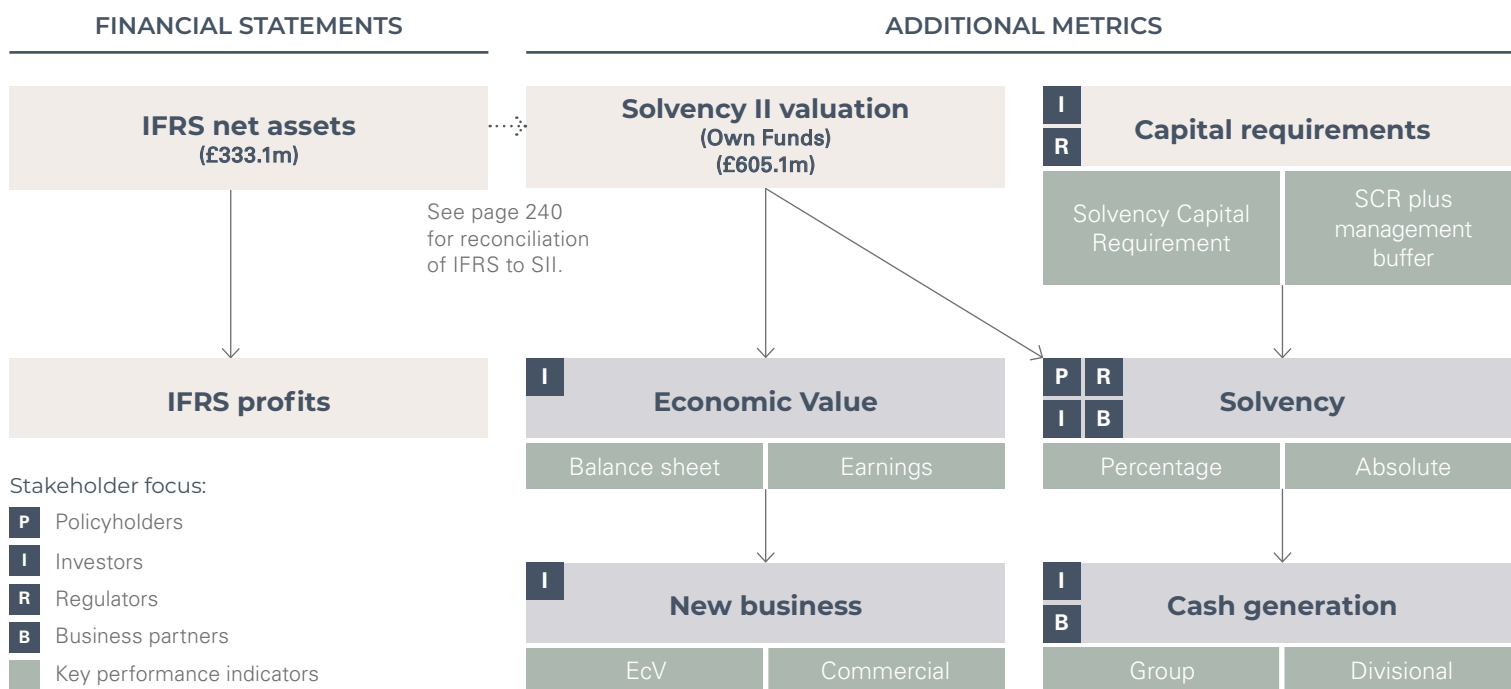 FINANCIAL STATEMENTS
ADDITIONAL METRICS
IFRS net assets
(£333.1m)
Solvency II valuation
(Own Funds)
(£605.1m)
I
R
Capital requirements
Solvency Capital
Requirement
SCR plus
management
buffer
See page 240
for reconciliation
of IFRS to SII.
IFRS profits
I
Economic Value
Balance sheet
Earnings
P R
I B
Solvency
Percentage
Absolute
Stakeholder focus:
P Policyholders
I Investors
R Regulators
B Business partners
Key performance indicators
I
New business
EcV
Commercial
I
B
Cash generation
Group
Divisional